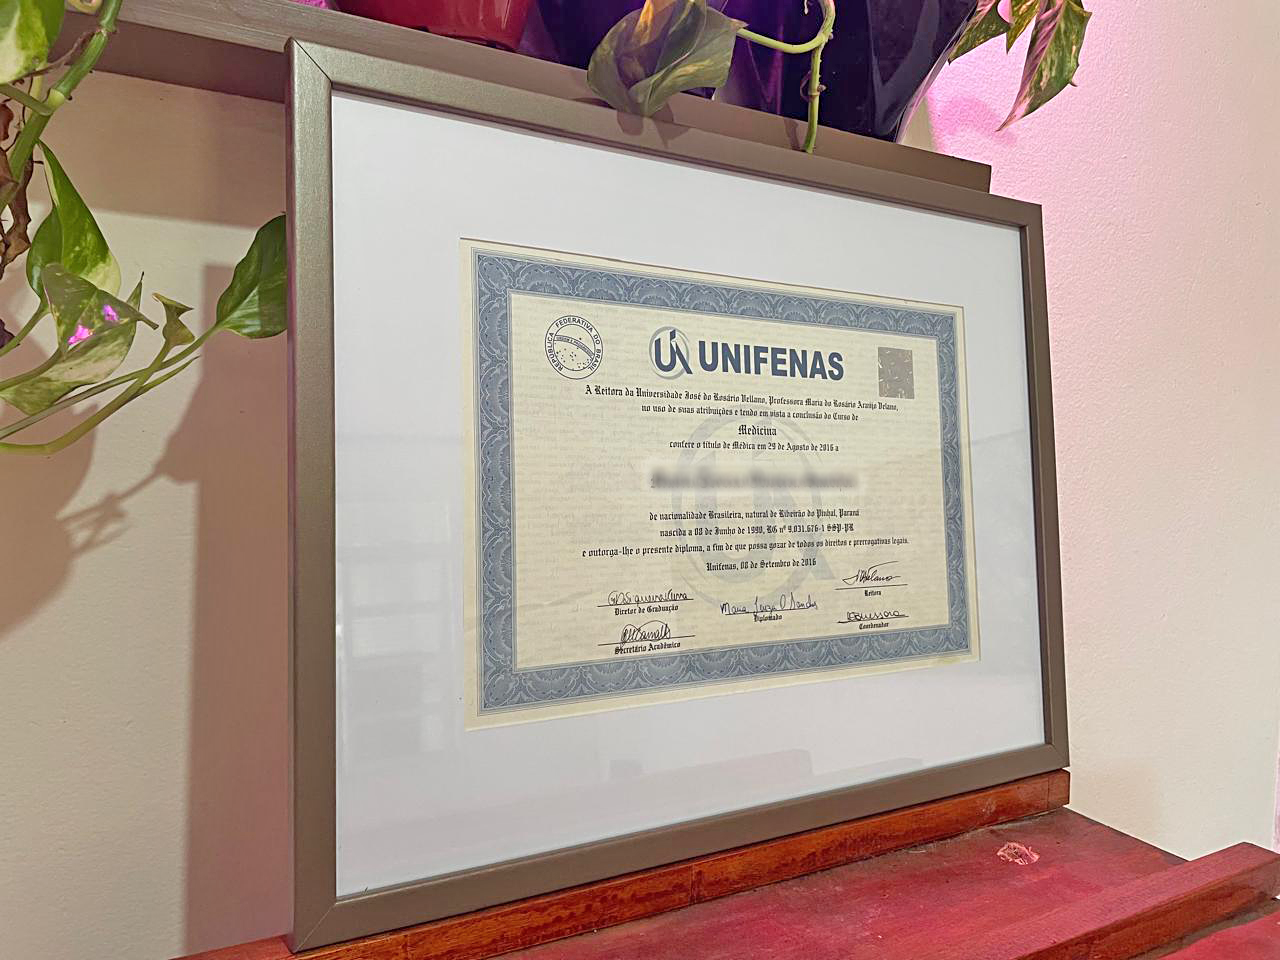 REPÚBLICA FEDERATIVA DO BRASIL
UNIFENAS
A Reitora da Universidade José do Rosário Vellano, Professora Maria do Rosário Araújo Velano,
no uso de suas atribuições e tendo em vista a conclusão do Curso de
Medicina
confere o título de Médica em 29 de Agosto de 2016 a
de nacionalidade Brasileira, natural de Ribeirão do Pinhal, Paraná
nascida a 08 de Junho de 1990, RG nº 9.031.676-1 SSP-PR
e outorga-lhe o presente diploma, a fim de que possa gozar de todos os direitos e prerrogativas legais.
Unifenas, 08 de Setembro de 2016
Reitora
Diretor de Graduação
Diplomado
Coordenador
Secretário Acadêmico